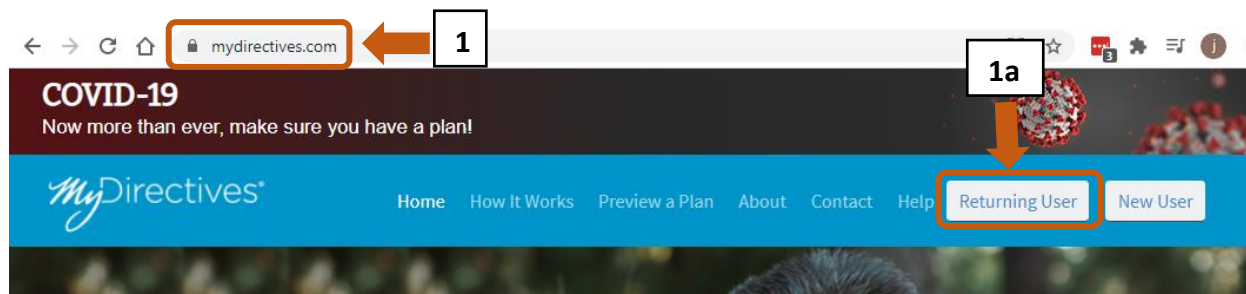 mydirectives.com
1
3
j
1a
COVID-19
Now more than ever, make sure you have a plan!
MyDirectives®
Home How It Works Preview a Plan About Contact Help Returning User New User